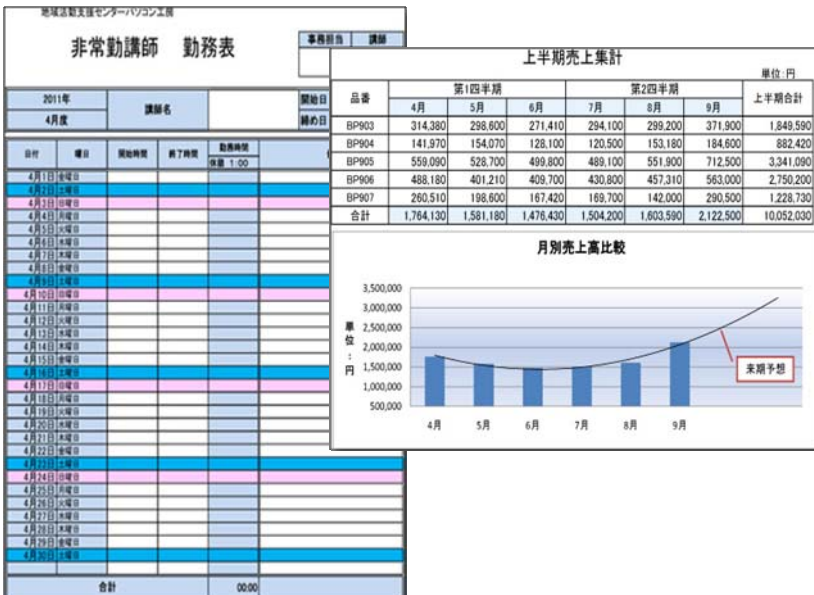 地域活動支援センターパソコン工房
非常勤講師 勤務表
事務担当 講師
2011年
4月度
講師名
開始日
締め日
日付 曜日 開始時間 終了時間 勤務時間
休憩 1:00
4月1日 金曜日
4月2日 土曜日
4月3日 日曜日
4月4日 月曜日
4月5日 火曜日
4月6日 水曜日
4月7日 木曜日
4月8日 金曜日
4月9日 土曜日
4月10日 日曜日
4月11日 月曜日
4月12日 火曜日
4月13日 水曜日
4月14日 木曜日
4月15日 金曜日
4月16日 土曜日
4月17日 日曜日
4月18日 月曜日
4月19日 火曜日
4月20日 水曜日
4月21日 木曜日
4月22日 金曜日
4月23日 土曜日
4月24日 日曜日
4月25日 月曜日
4月26日 火曜日
4月27日 水曜日
4月28日 木曜日
4月29日 金曜日
4月30日 土曜日
合計 00:00
上半期売上集計
単位:円
品番 第1四半期 第2四半期 上半期合計
4月 5月 6月 7月 8月 9月
BP903 314,380 298,600 271,410 294,100 299,200 371,900 1,849,590
BP904 141,970 154,070 128,100 120,500 153,180 184,600 882,420
BP905 559,090 528,700 499,800 489,100 551,900 712,500 3,341,090
BP906 488,180 401,210 409,700 430,800 457,310 563,000 2,750,200
BP907 260,510 198,600 167,420 169,700 142,000 290,500 1,228,730
合計 1,764,130 1,581,180 1,476,430 1,504,200 1,603,590 2,122,500 10,052,030
月別売上高比較
単位:円
3,500,000
3,000,000
2,500,000
2,000,000
1,500,000
1,000,000
500,000
来期予想
4月 5月 6月 7月 8月 9月